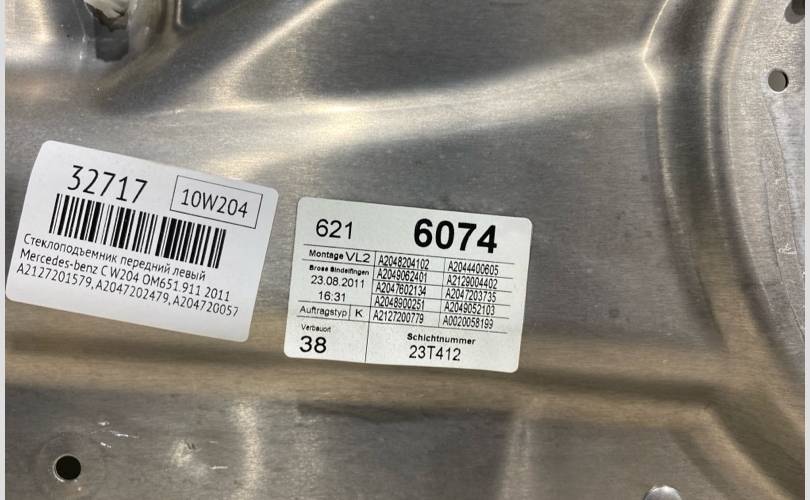 32717
10W204
Стеклоподъемник передний левый
Mercedes-benz C W204 OM651.911 2011
A2127201579, A2047202479, A204720057
621
6074
Montage VL2
Brose Sindelfingen
23.08.2011
16:31
Auftragstyp K
A2048204102 A2044400605
A2049062401 A2129004402
A2047602134 A2047203735
A2048900251 A2049052103
A2127200779 A0020058199
Verbauort
38
Schichtnummer
23T412